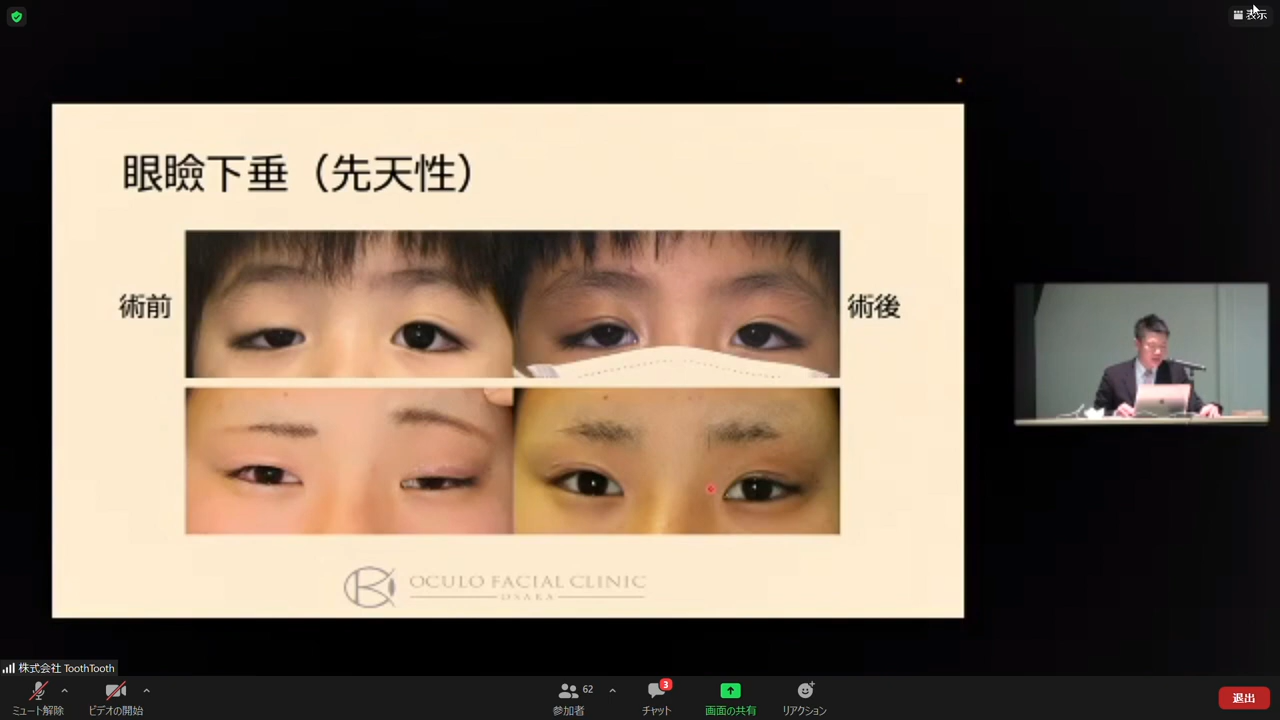 表示
眼瞼下垂（先天性）
術前
術後
OCULO FACIAL CLINIC
OSAKA
株式会社 ToothTooth
ミュート解除
ビデオの開始
62
参加者
3
チャット
画面の共有
リアクション
退出